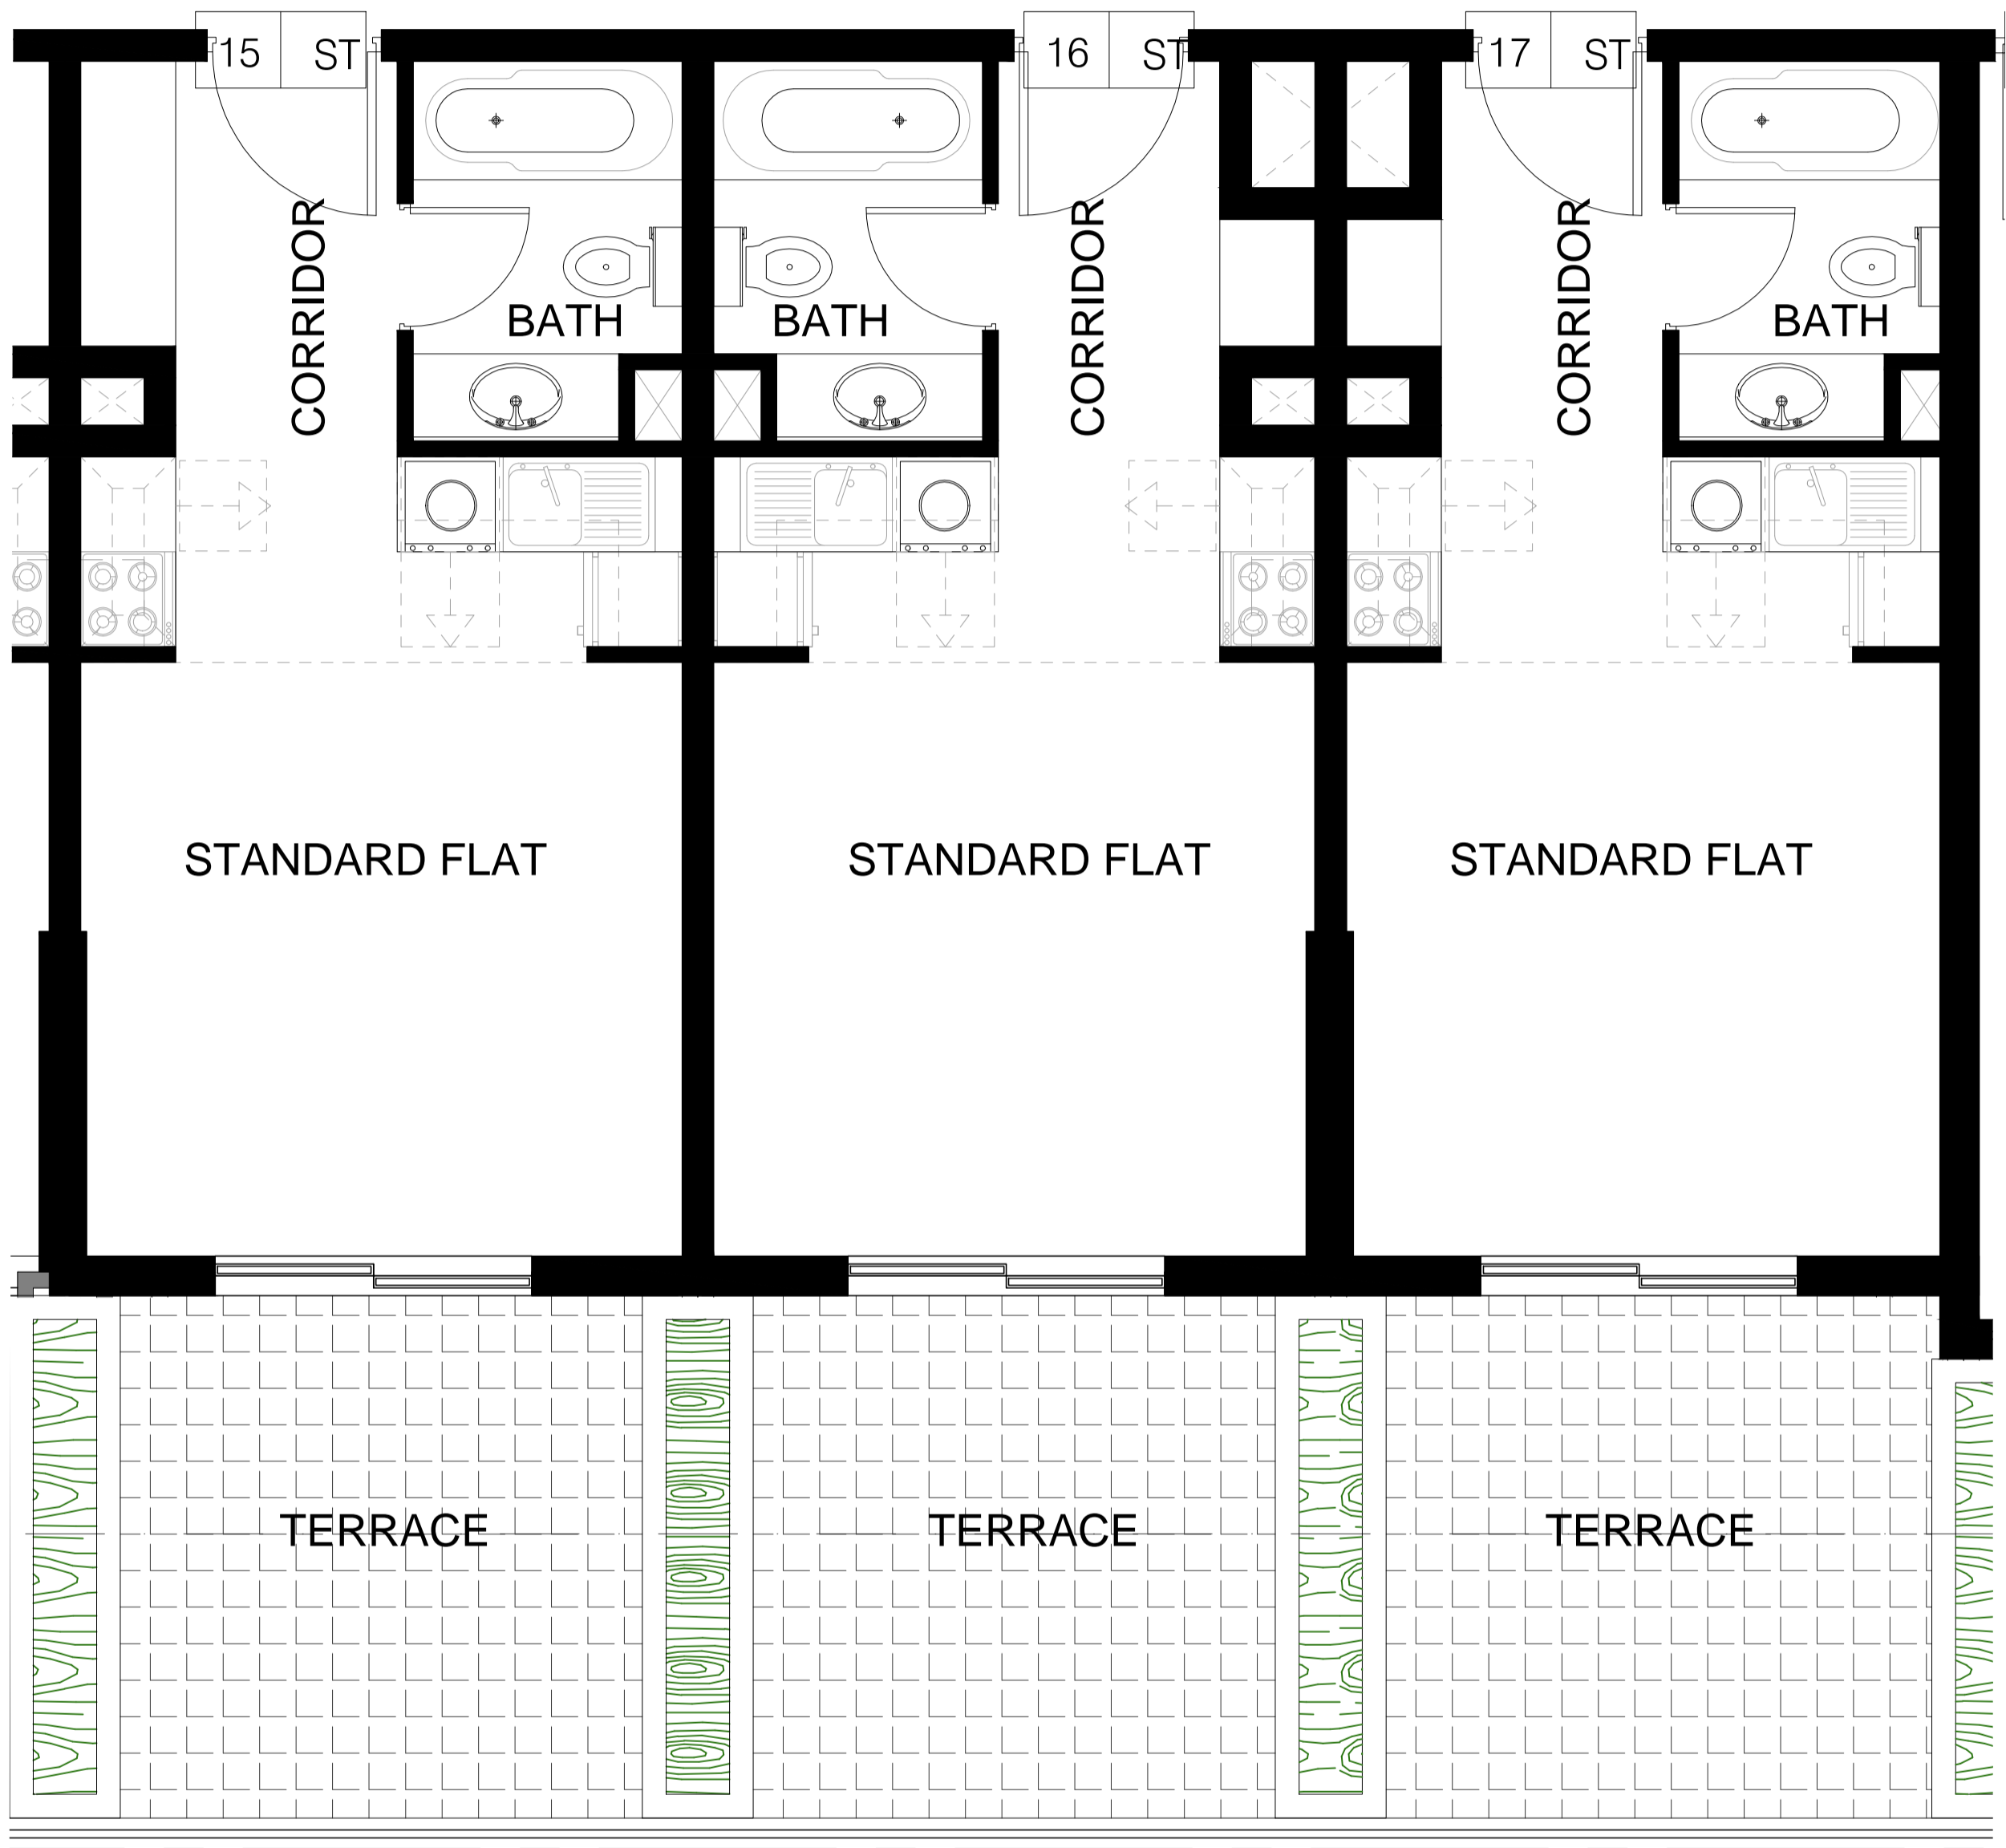 15 ST
16 ST
17 ST
CORRIDOR
CORRIDOR
CORRIDOR
BATH
BATH
BATH
STANDARD FLAT
STANDARD FLAT
STANDARD FLAT
TERRACE
TERRACE
TERRACE